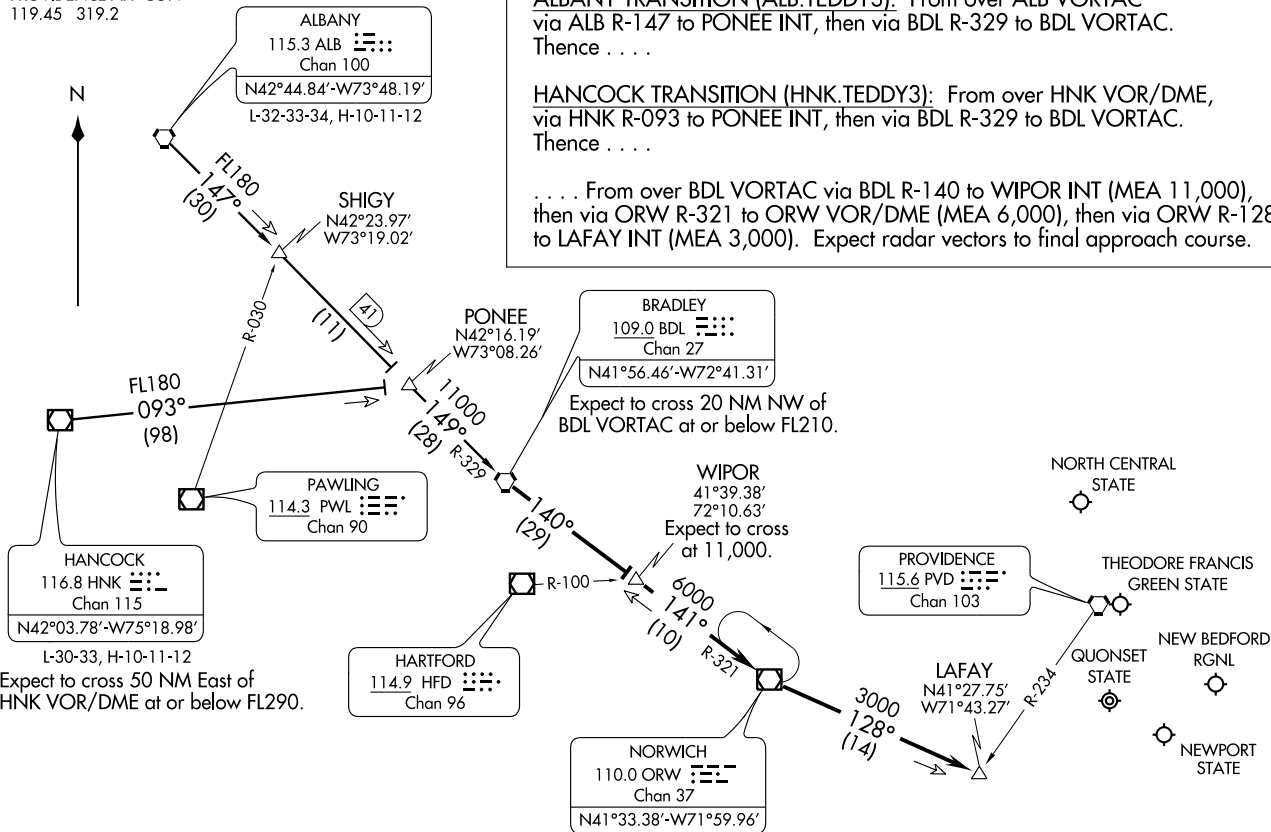 119.45 319.2
ALBANY
115.3 ALB
Chan 100
N42°44.84'-W73°48.19'
L-32-33-34, H-10-11-12
ALBANY TRANSITION (ALB.TEDDY3): From over ALB VORTAC
via ALB R-147 to PONEE INT, then via BDL R-329 to BDL VORTAC.
Thence . . . .
HANCOCK TRANSITION (HNK.TEDDY3): From over HNK VOR/DME,
via HNK R-093 to PONEE INT, then via BDL R-329 to BDL VORTAC.
Thence . . . .
. . . . From over BDL VORTAC via BDL R-140 to WIPOR INT (MEA 11,000),
then via ORW R-321 to ORW VOR/DME (MEA 6,000), then via ORW R-128
to LAFAY INT (MEA 3,000). Expect radar vectors to final approach course.
N
FL180
147°
(30)
SHIGY
N42°23.97'
W73°19.02'
R-030
(11)
41
PONEE
N42°16.19'
W73°08.26'
BRADLEY
109.0 BDL
Chan 27
N41°56.46'-W72°41.31'
Expect to cross 20 NM NW of
BDL VORTAC at or below FL210.
FL180
093°
(98)
11000
149°
(28)
R-329
PAWLING
114.3 PWL
Chan 90
HANCOCK
116.8 HNK
Chan 115
N42°03.78'-W75°18.98'
L-30-33, H-10-11-12
Expect to cross 50 NM East of
HNK VOR/DME at or below FL290.
140°
(29)
WIPOR
41°39.38'
72°10.63'
Expect to cross
at 11,000.
R-100
HARTFORD
114.9 HFD
Chan 96
6000
141°
(10)
R-321
NORWICH
110.0 ORW
Chan 37
N41°33.38'-W71°59.96'
3000
128°
(14)
LAFAY
N41°27.75'
W71°43.27'
R-234
PROVIDENCE
115.6 PVD
Chan 103
NORTH CENTRAL
STATE
THEODORE FRANCIS
GREEN STATE
QUONSET
STATE
NEW BEDFORD
RGNL
NEWPORT
STATE